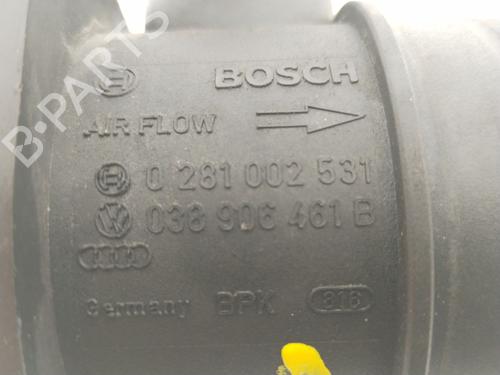 BOSCH
AIR FLOW
0 281 002 531
038 906 461 B
Germany BPK 816
B-PARTS